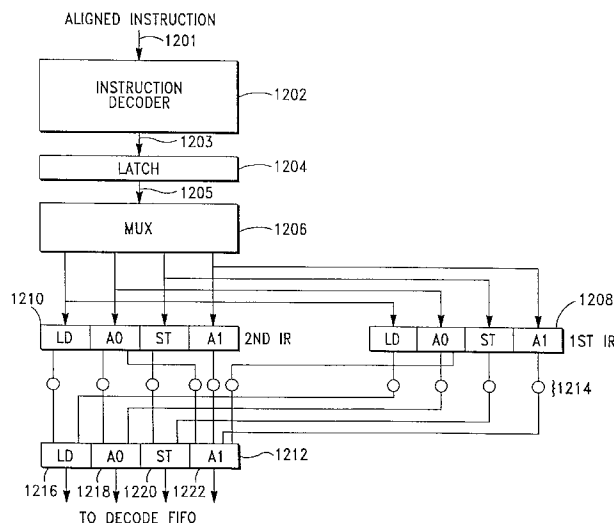 ALIGNED INSTRUCTION
1201
INSTRUCTION
DECODER
1202
1203
LATCH
1204
1205
MUX
1206
1210
1208
LD A0 ST A1
2ND IR
LD A0 ST A1
1ST IR
1214
LD A0 ST A1
1212
1216 1218 1220 1222
TO DECODE FIFO